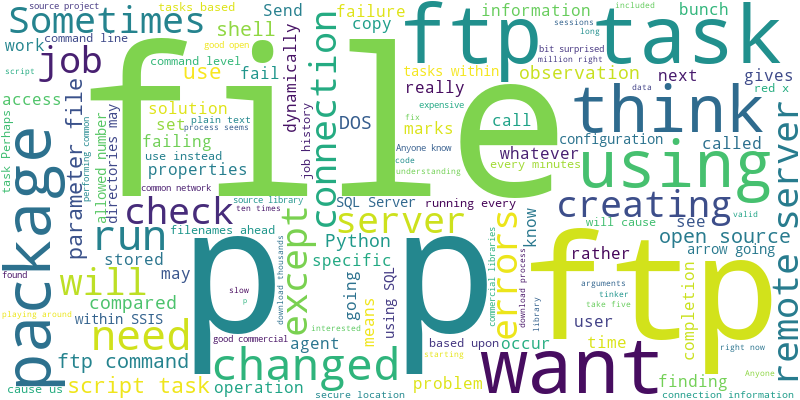 source project
tasks based
Send
failure
information
bunch
included
Sometimes
ftp task
sessions
long
work
command line
shell
copy
good open
job
command level
tasks within
observation
next
gives
bit surprised
million right
script
use
fail
dynamically
really
think
red x
access
solution
DOS
marks
expensive
call
configuration
called
data
set
plain text
process seems
fix
Anyone know
code
understanding
every minutes
failing
file
task Perhaps
package
parameter file
allowed number
directories may
performing common
use instead
properties
job history
connection
whatever
using
remote server
common network
source library
ten times
SQL Server
running every
creating
will cause
see
valid
check
filenames ahead
except
server
errors
know
arrow going
open source
run
Python
specific
rather
found
stored
may
will
pp
ftp
commercial libraries
download process
library
arguments
tinker
take five
user
completion
compared
download thousands
slow
p
going
means
using SQL
playing around
within SSIS
need
good commercial
agent
interested
based upon
occur
time
right now
ftp command
changed
starting
want
finding
cause us
script task
operation
problem
Anyone
secure location
connection information